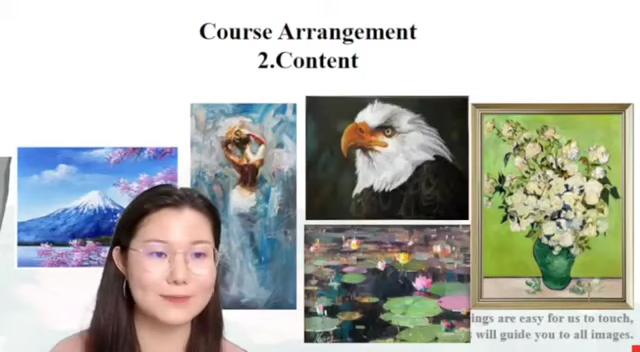 Course Arrangement
2.Content
ings are easy for us to touch,
will guide you to all images.